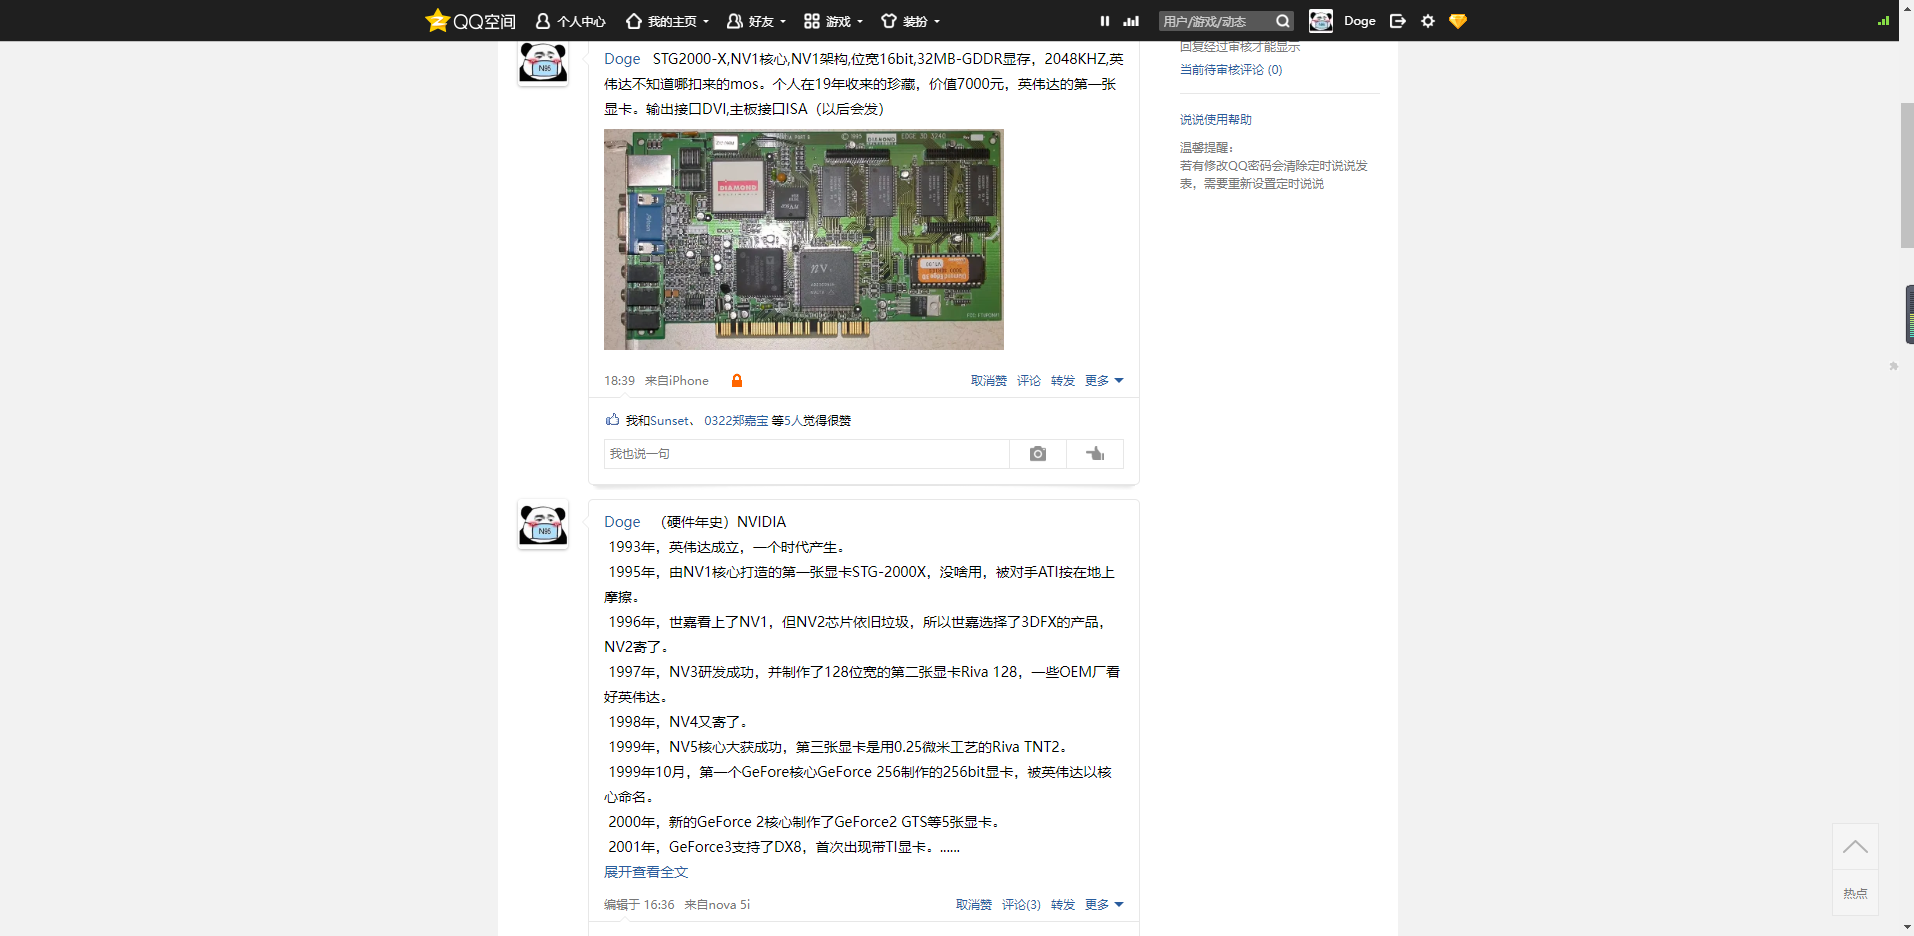 QQ空间 个人中心 我的主页 好友 游戏 装扮 用户/游戏/动态 Doge
Doge STG2000-X,NV1核心,NV1架构,位宽16bit,32MB-GDDR显存，2048KHZ,英
伟达不知道哪扣来的mos。个人在19年收来的珍藏，价值7000元，英伟达的第一张
显卡。输出接口DVI,主板接口ISA（以后会发）
© 1995 DIAMOND EDGE 3D 3240
DIAMOND
18:39 来自iPhone 取消赞 评论 转发 更多
我和Sunset、 0322郑嘉宝 等5人觉得很赞
我也说一句
N95
Doge （硬件年史）NVIDIA
1993年，英伟达成立，一个时代产生。
1995年，由NV1核心打造的第一张显卡STG-2000X，没啥用，被对手ATI按在地上
摩擦。
1996年，世嘉看上了NV1，但NV2芯片依旧垃圾，所以世嘉选择了3DFX的产品，
NV2寄了。
1997年，NV3研发成功，并制作了128位宽的第二张显卡Riva 128，一些OEM厂看
好英伟达。
1998年，NV4又寄了。
1999年，NV5核心大获成功，第三张显卡是用0.25微米工艺的Riva TNT2。
1999年10月，第一个GeFore核心GeForce 256制作的256bit显卡，被英伟达以核
心命名。
2000年，新的GeForce 2核心制作了GeForce2 GTS等5张显卡。
2001年，GeForce3支持了DX8，首次出现带TI显卡。......
展开查看全文
编辑于 16:36 来自nova 5i 取消赞 评论(3) 转发 更多
回复经过审核才能显示
当前待审核评论 (0)
说说使用帮助
温馨提醒：
若有修改QQ密码会清除定时说说发
表，需要重新设置定时说说
热点